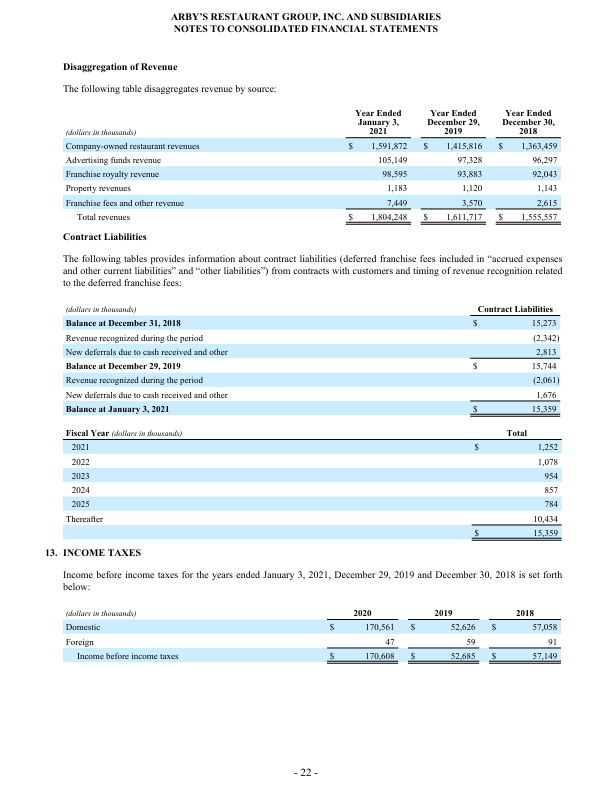 ARBY'S RESTAURANT GROUP, INC. AND SUBSIDIARIES
NOTES TO CONSOLIDATED FINANCIAL STATEMENTS
Disaggregation of Revenue
The following table disaggregates revenue by source:
(dollars in thousands) Year Ended January 3, 2021 Year Ended December 29, 2019 Year Ended December 30, 2018
Company-owned restaurant revenues $ 1,591,872 $ 1,415,816 $ 1,363,459
Advertising funds revenue 105,149 97,328 96,297
Franchise royalty revenue 98,595 93,883 92,043
Property revenues 1,183 1,120 1,143
Franchise fees and other revenue 7,449 3,570 2,615
Total revenues $ 1,804,248 $ 1,611,717 $ 1,555,557
Contract Liabilities
The following tables provides information about contract liabilities (deferred franchise fees included in “accrued expenses
and other current liabilities” and “other liabilities”) from contracts with customers and timing of revenue recognition related
to the deferred franchise fees:
(dollars in thousands) Contract Liabilities
Balance at December 31, 2018 $ 15,273
Revenue recognized during the period (2,342)
New deferrals due to cash received and other 2,813
Balance at December 29, 2019 $ 15,744
Revenue recognized during the period (2,061)
New deferrals due to cash received and other 1,676
Balance at January 3, 2021 $ 15,359
Fiscal Year (dollars in thousands) Total
2021 $ 1,252
2022 1,078
2023 954
2024 857
2025 784
Thereafter 10,434
$ 15,359
13. INCOME TAXES
Income before income taxes for the years ended January 3, 2021, December 29, 2019 and December 30, 2018 is set forth
below:
(dollars in thousands) 2020 2019 2018
Domestic $ 170,561 $ 52,626 $ 57,058
Foreign 47 59 91
Income before income taxes $ 170,608 $ 52,685 $ 57,149
- 22 -